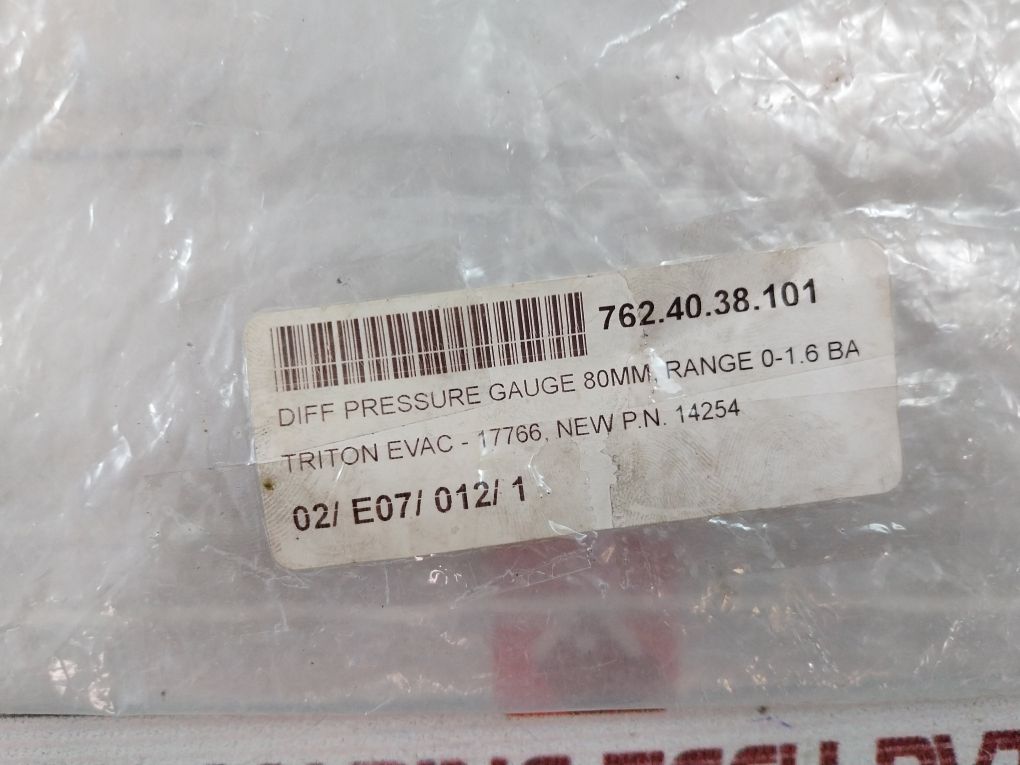 762.40.38.101
DIFF PRESSURE GAUGE 80MM, RANGE 0-1.6 BA
TRITON EVAC - 17766, NEW P.N. 14254
02/ E07/ 012/ 1